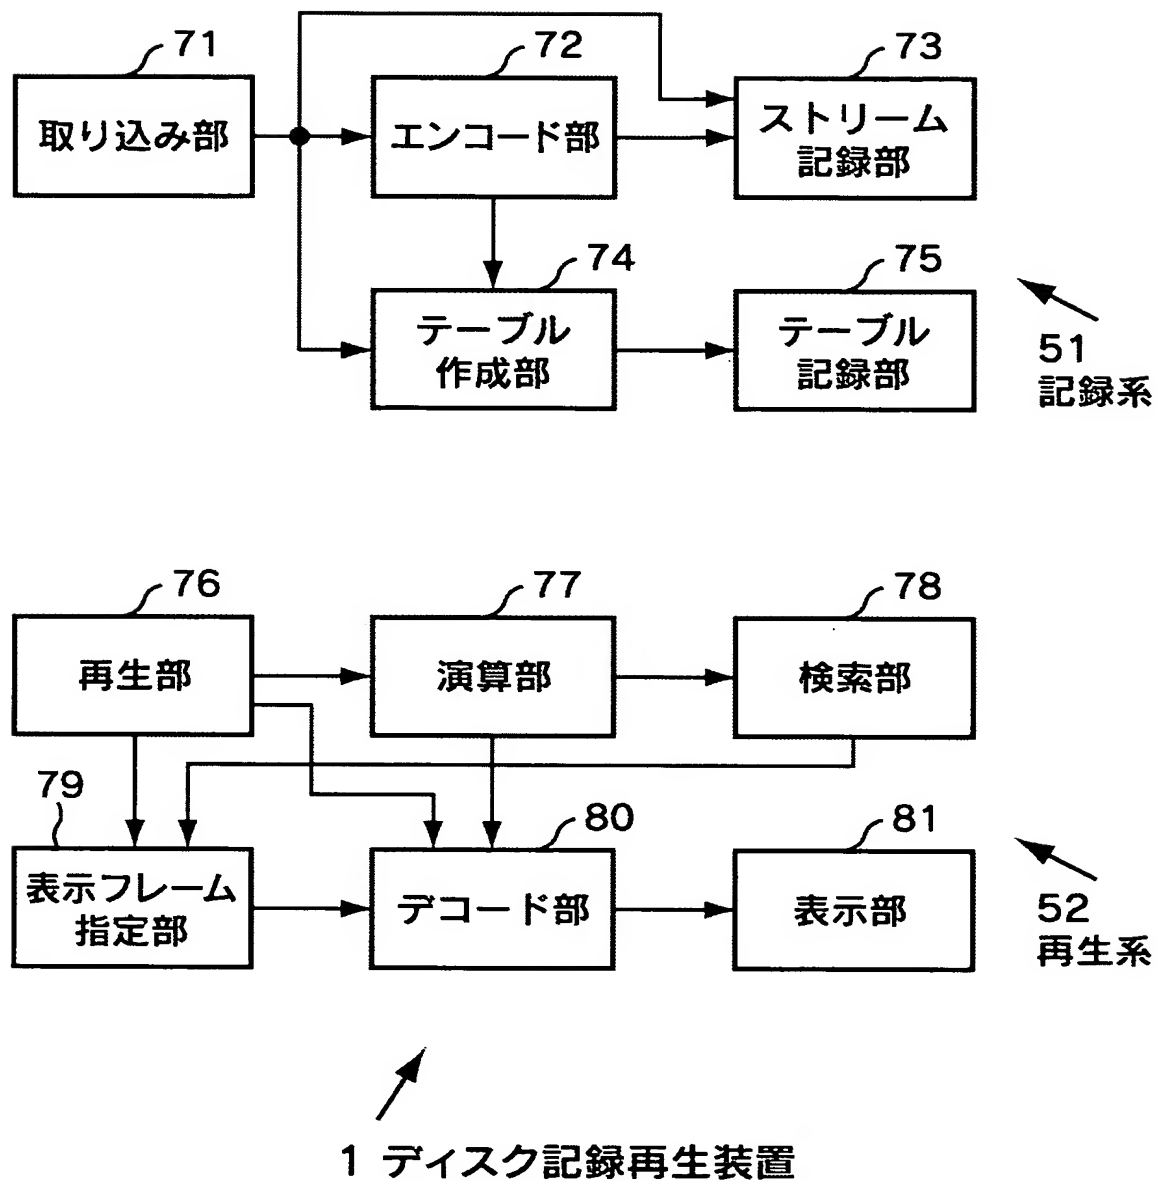 71
取り込み部
72
エンコード部
73
ストリーム
記録部
74
テーブル
作成部
75
テーブル
記録部
51
記録系
76
再生部
77
演算部
78
検索部
79
表示フレーム
指定部
80
デコード部
81
表示部
52
再生系
1 ディスク記録再生装置